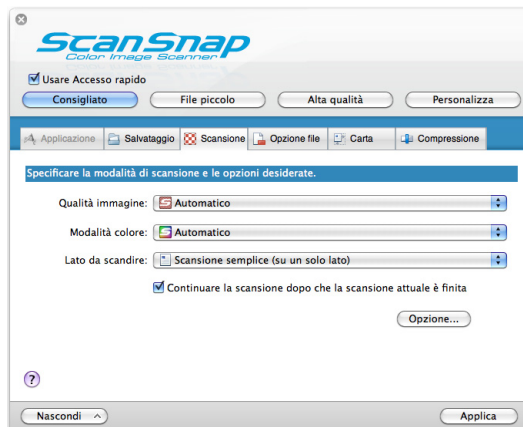 ScanSnap
Color Image Scanner
Usare Accesso rapido
Consigliato File piccolo Alta qualità Personalizza
Applicazione Salvataggio Scansione Opzione file Carta Compressione
Specificare la modalità di scansione e le opzioni desiderate.
Qualità immagine: Automatico
Modalità colore: Automatico
Lato da scandire: Scansione semplice (su un solo lato)
Continuare la scansione dopo che la scansione attuale è finita
Opzione...
?
Nascondi Applica